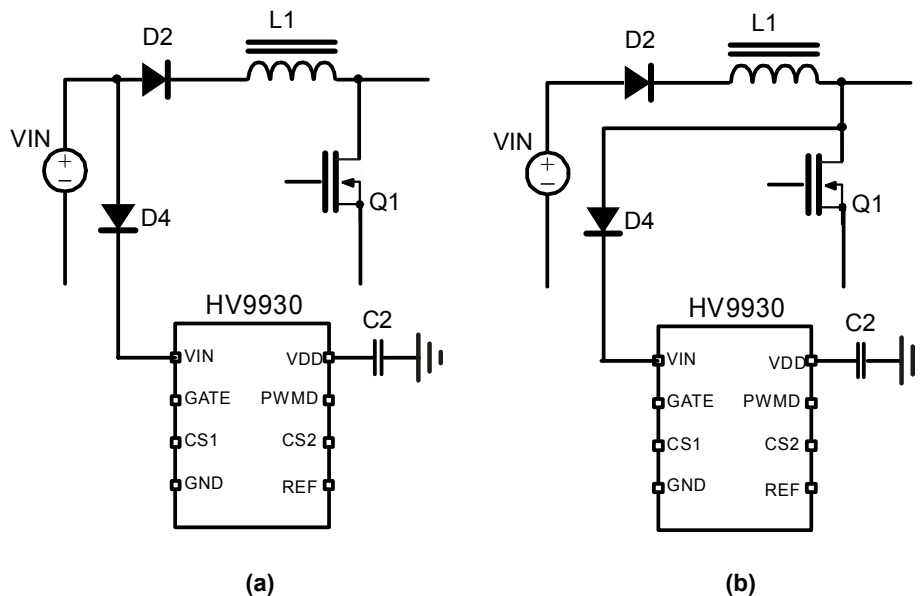 L1
D2
VIN
+
−
D4
Q1
HV9930
C2
VIN
VDD
GATE
PWMD
CS1
CS2
GND
REF
(a)
L1
D2
VIN
+
−
D4
Q1
HV9930
C2
VIN
VDD
GATE
PWMD
CS1
CS2
GND
REF
(b)